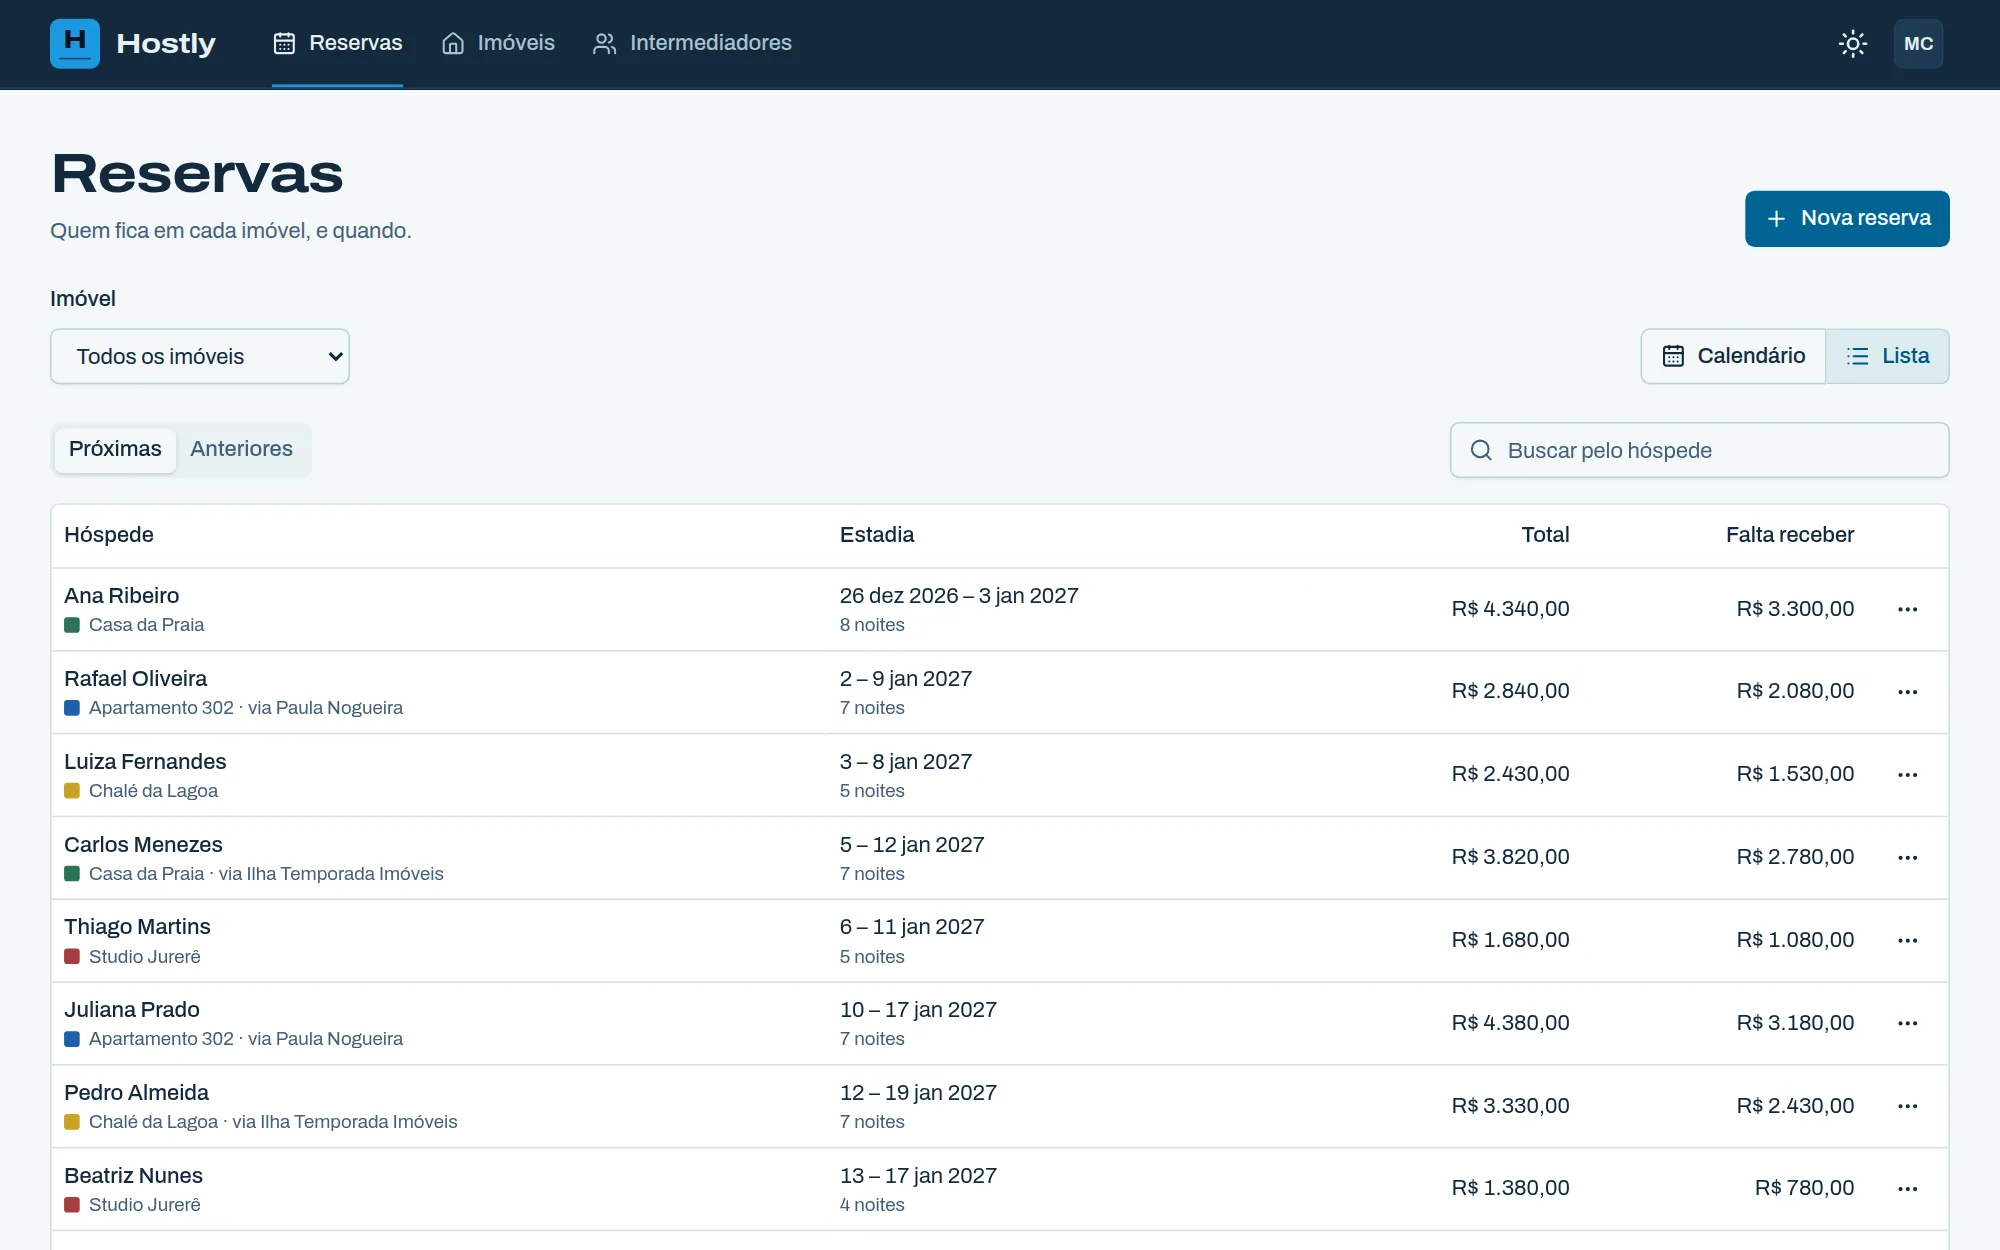 H Hostly Reservas Imóveis Intermediadores MC
Reservas
Quem fica em cada imóvel, e quando.
Nova reserva
Imóvel
Todos os imóveis
Calendário Lista
Próximas Anteriores
Buscar pelo hóspede
Hóspede Estadia Total Falta receber
Ana Ribeiro 26 dez 2026 – 3 jan 2027 R$ 4.340,00 R$ 3.300,00
Casa da Praia 8 noites
Rafael Oliveira 2 – 9 jan 2027 R$ 2.840,00 R$ 2.080,00
Apartamento 302 · via Paula Nogueira 7 noites
Luiza Fernandes 3 – 8 jan 2027 R$ 2.430,00 R$ 1.530,00
Chalé da Lagoa 5 noites
Carlos Menezes 5 – 12 jan 2027 R$ 3.820,00 R$ 2.780,00
Casa da Praia · via Ilha Temporada Imóveis 7 noites
Thiago Martins 6 – 11 jan 2027 R$ 1.680,00 R$ 1.080,00
Studio Jurerê 5 noites
Juliana Prado 10 – 17 jan 2027 R$ 4.380,00 R$ 3.180,00
Apartamento 302 · via Paula Nogueira 7 noites
Pedro Almeida 12 – 19 jan 2027 R$ 3.330,00 R$ 2.430,00
Chalé da Lagoa · via Ilha Temporada Imóveis 7 noites
Beatriz Nunes 13 – 17 jan 2027 R$ 1.380,00 R$ 780,00
Studio Jurerê 4 noites